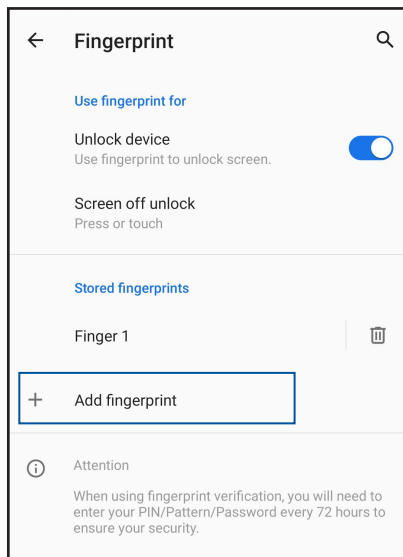 Fingerprint
Use fingerprint for
Unlock device
Use fingerprint to unlock screen.
Screen off unlock
Press or touch
Stored fingerprints
Finger 1
Add fingerprint
Attention
When using fingerprint verification, you will need to
enter your PIN/Pattern/Password every 72 hours to
ensure your security.